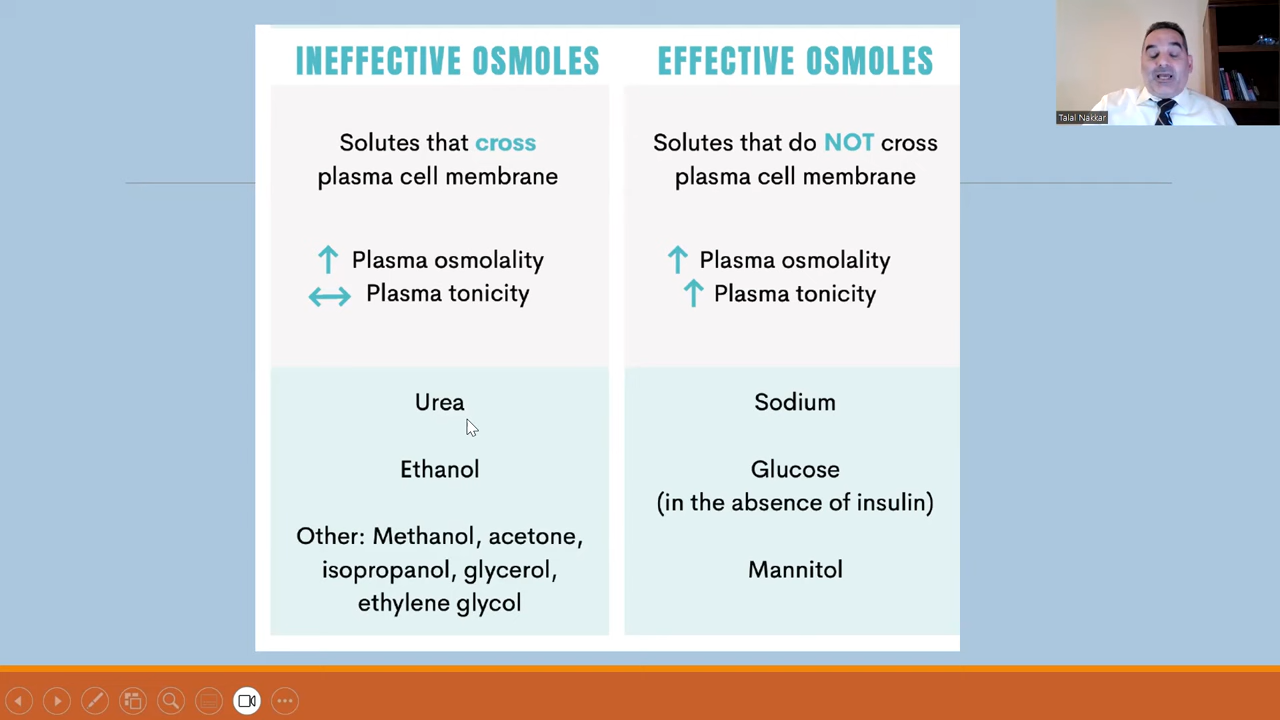 INEFFECTIVE OSMOLES
Solutes that cross
plasma cell membrane
↑ Plasma osmolality
↔ Plasma tonicity
Urea
Ethanol
Other: Methanol, acetone,
isopropanol, glycerol,
ethylene glycol
EFFECTIVE OSMOLES
Solutes that do NOT cross
plasma cell membrane
↑ Plasma osmolality
↑ Plasma tonicity
Sodium
Glucose
(in the absence of insulin)
Mannitol
Talal Nakkar